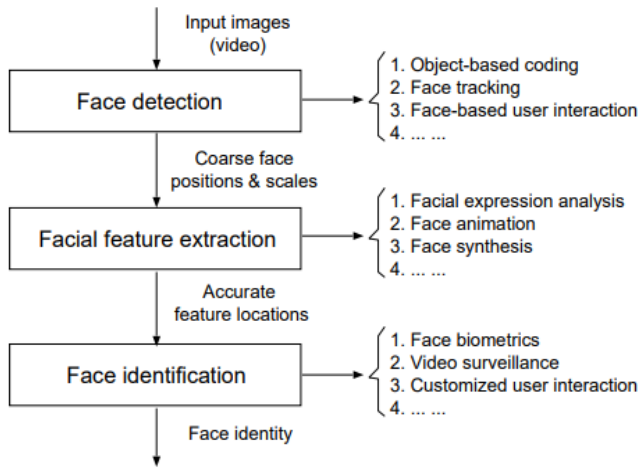 Input images
(video)
Face detection
1. Object-based coding
2. Face tracking
3. Face-based user interaction
4. ... ...
Coarse face
positions & scales
Facial feature extraction
1. Facial expression analysis
2. Face animation
3. Face synthesis
4. ... ...
Accurate
feature locations
Face identification
1. Face biometrics
2. Video surveillance
3. Customized user interaction
4. ... ...
Face identity